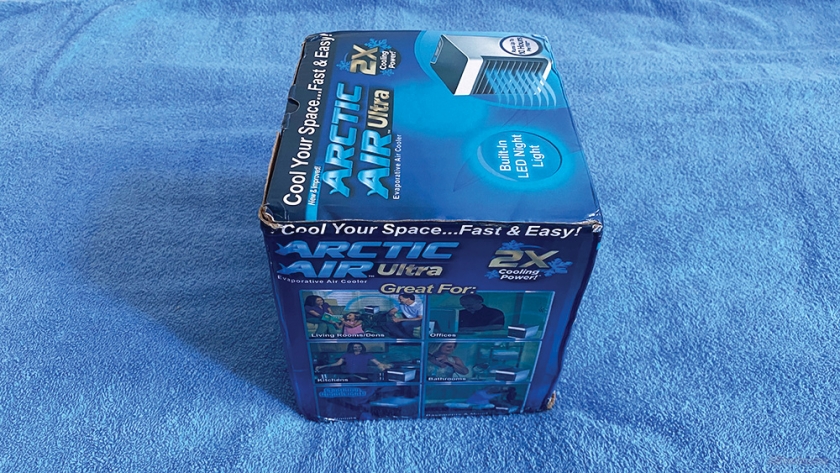 Cool Your Space...Fast & Easy!
New & Improved!
ARCTIC
AIR™ Ultra
Evaporative Air Cooler
2X
Cooling
Power!
Built-in
LED Night
Light
Cool Your Space...Fast & Easy!
ARCTIC
AIR™ Ultra
Evaporative Air Cooler
2X
Cooling
Power!
Great For:
Living Rooms/Dens
Offices
Kitchens
Bathrooms